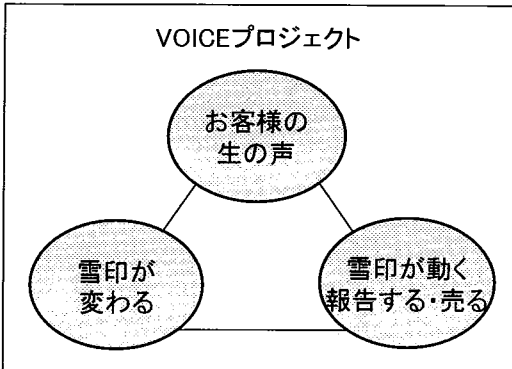 VOICEプロジェクト
お客様の
生の声
雪印が
変わる
雪印が動く
報告する・売る